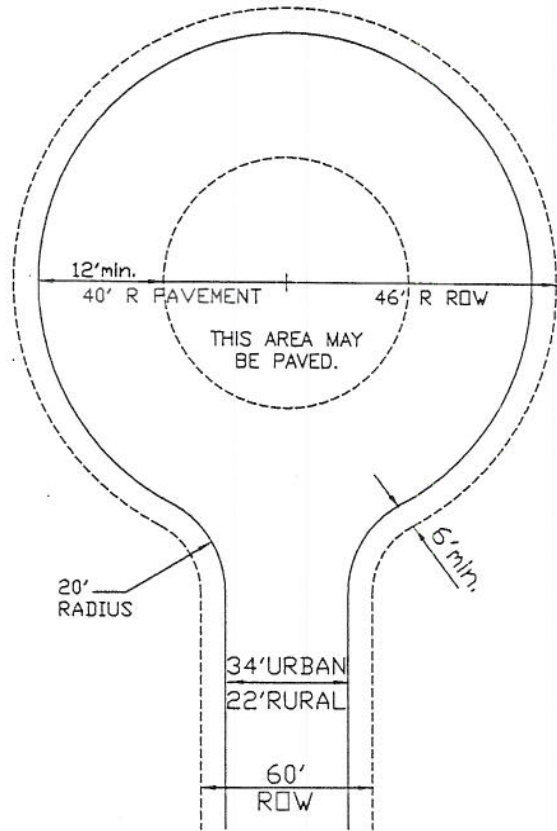 12'min.
40' R PAVEMENT
46' R ROW
THIS AREA MAY
BE PAVED.
6'min.
20'
RADIUS
34'URBAN
22'RURAL
60'
ROW